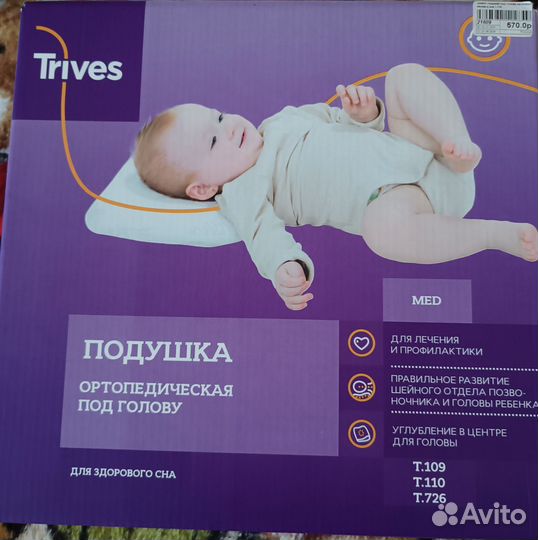 Trives
21609
570.0р
MED
ПОДУШКА
ОРТОПЕДИЧЕСКАЯ
ПОД ГОЛОВУ
ДЛЯ ЗДОРОВОГО СНА
ДЛЯ ЛЕЧЕНИЯ
И ПРОФИЛАКТИКИ
ПРАВИЛЬНОЕ РАЗВИТИЕ
ШЕЙНОГО ОТДЕЛА ПОЗВО-
НОЧНИКА И ГОЛОВЫ РЕБЕНКА
УГЛУБЛЕНИЕ В ЦЕНТРЕ
ДЛЯ ГОЛОВЫ
Т.109
Т.110
Т.726
Avito